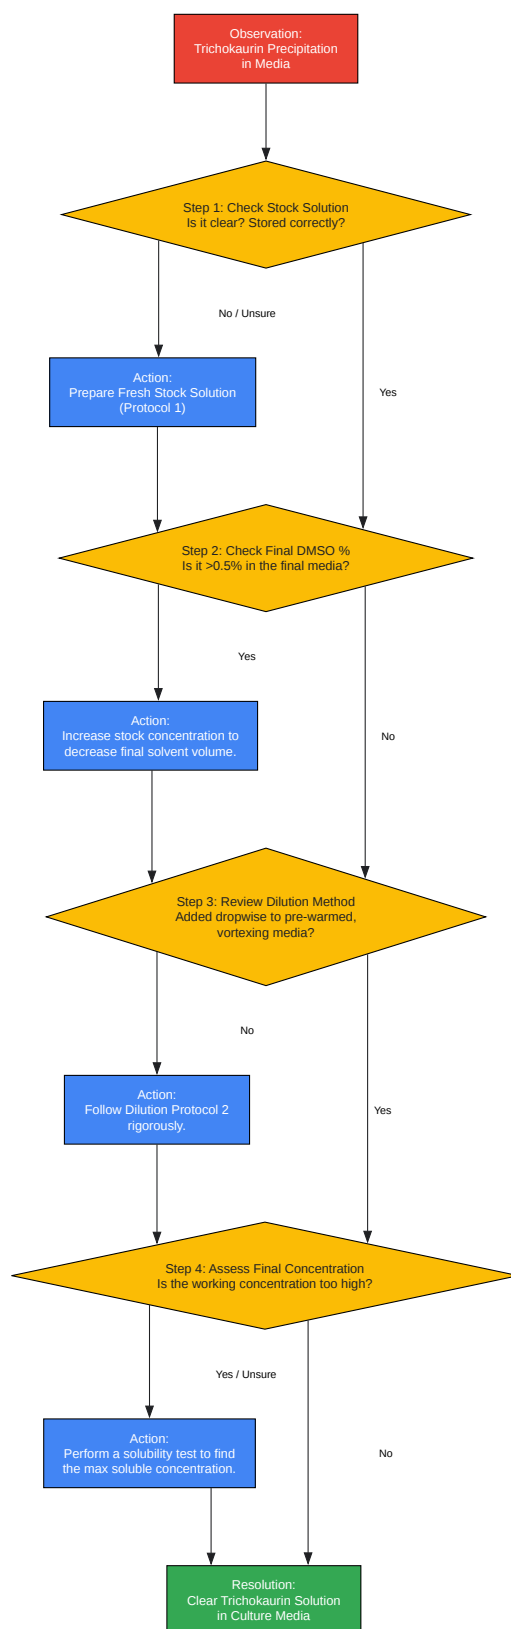 Observation:
Trichokaurin Precipitation
in Media
Step 1: Check Stock Solution
Is it clear? Stored correctly?
No / Unsure
Action:
Prepare Fresh Stock Solution
(Protocol 1)
Yes
Step 2: Check Final DMSO %
Is it >0.5% in the final media?
Yes
Action:
Increase stock concentration to
decrease final solvent volume.
No
Step 3: Review Dilution Method
Added dropwise to pre-warmed,
vortexing media?
No
Action:
Follow Dilution Protocol 2
rigorously.
Yes
Step 4: Assess Final Concentration
Is the working concentration too high?
Yes / Unsure
Action:
Perform a solubility test to find
the max soluble concentration.
No
Resolution:
Clear Trichokaurin Solution
in Culture Media